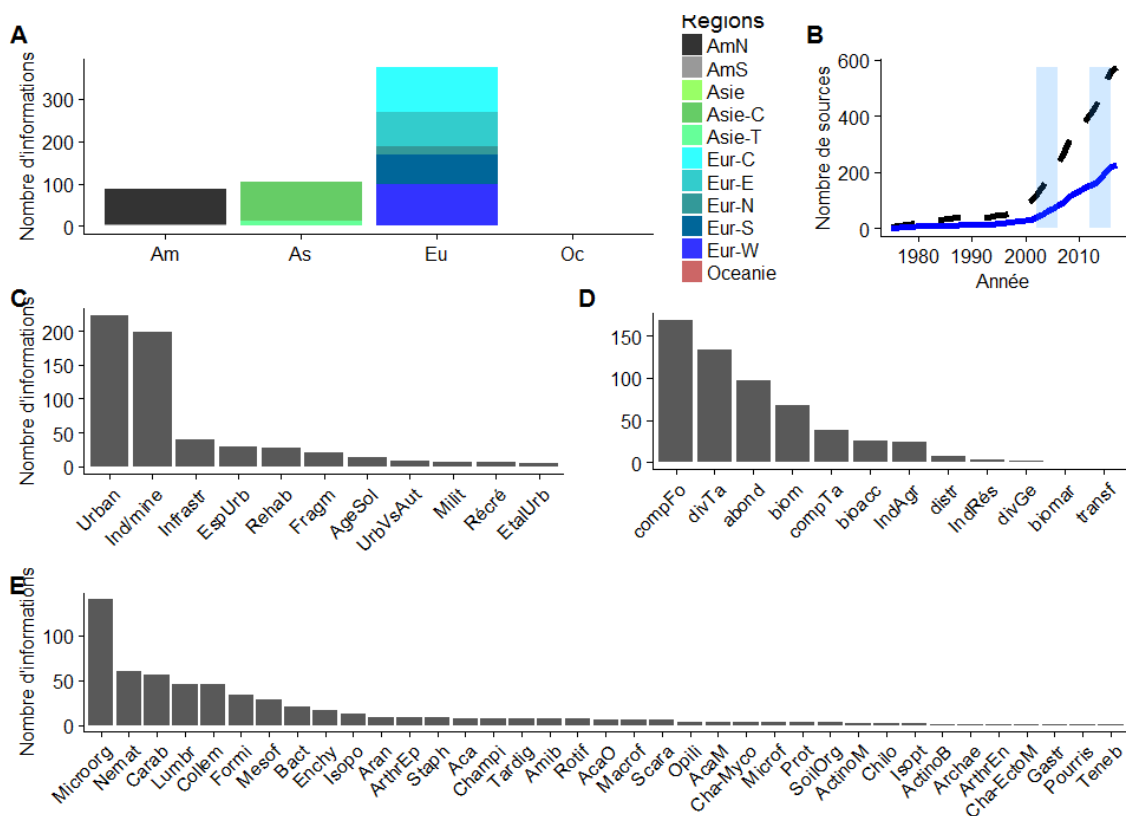 A
Nombre d'informations
300
200
100
0
Am
As
Eu
Oc
Régions
AmN
AmS
Asie
Asie-C
Asie-T
Eur-C
Eur-E
Eur-N
Eur-S
Eur-W
Oceanie
B
Nombre de sources
600
400
200
0
1980
1990
2000
2010
Année
C
Nombre d'informations
200
150
100
50
0
Urban
Ind/mine
Infrastr
EspUrb
Rehab
Fragm
AgeSol
UrbVsAut
Milit
Récré
EtalUrb
D
150
100
50
0
compFo
divTa
abond
biom
compTa
bioacc
IndAgr
distr
IndRés
divGe
biomar
transf
E
Nombre d'informations
100
50
0
Microorg
Nemat
Carab
Lumbr
Collem
Formi
Mesof
Bact
Enchy
Isopo
Aran
ArthrEp
Staph
Aca
Champi
Tardig
Amib
Rotif
AcaO
Macrof
Scara
Opilli
AcaM
Cha-Myco
Microf
Prot
SoilOrg
ActinoM
Chilo
Isopt
ActinoB
Archae
ArthrEn
Cha-EctoM
Gastr
Pourris
Teneb